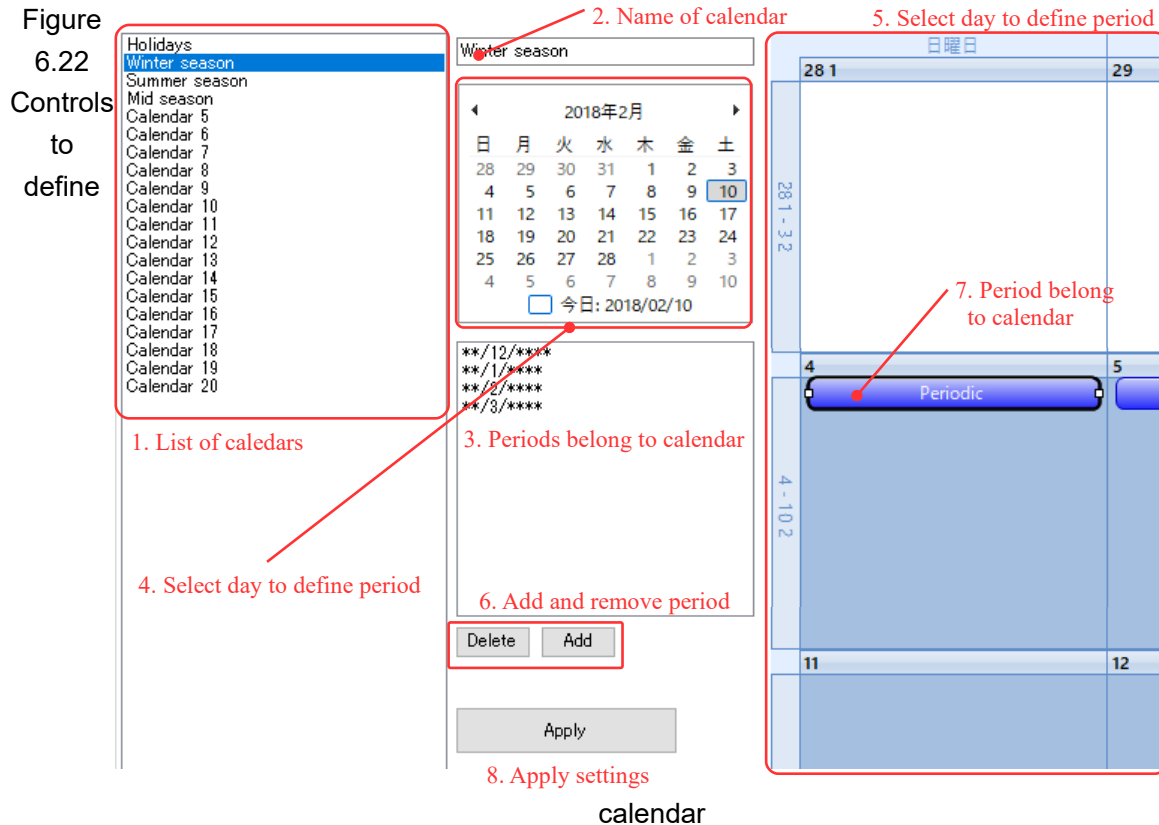 Figure
6.22
Controls
to
define
Holidays
Winter season
Summer season
Mid season
Calendar 5
Calendar 6
Calendar 7
Calendar 8
Calendar 9
Calendar 10
Calendar 11
Calendar 12
Calendar 13
Calendar 14
Calendar 15
Calendar 16
Calendar 17
Calendar 18
Calendar 19
Calendar 20
1. List of caledars
2. Name of calendar
Winter season
2018年2月
日 月 火 水 木 金 土
28 29 30 31 1 2 3
4 5 6 7 8 9 10
11 12 13 14 15 16 17
18 19 20 21 22 23 24
25 26 27 28 1 2 3
4 5 6 7 8 9 10
今日: 2018/02/10
**/12/****
**/1/****
**/2/****
**/3/****
3. Periods belong to calendar
4. Select day to define period
6. Add and remove period
Delete Add
Apply
8. Apply settings
5. Select day to define period
日曜日
28 1 29
28 1 - 3 2
7. Period belong
to calendar
4 5
Periodic
4 - 10 2
11 12
calendar